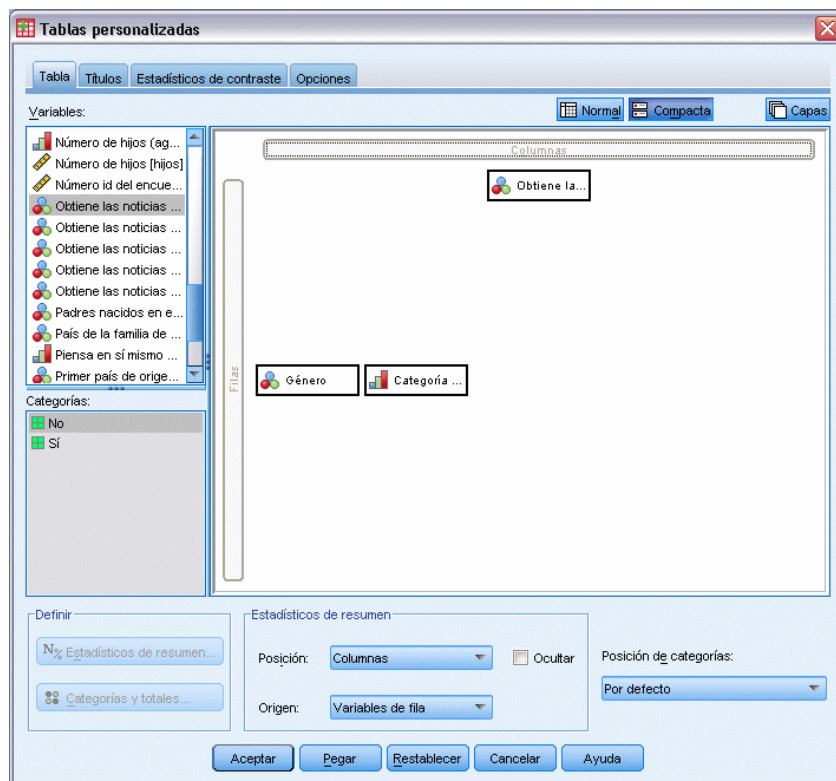 Tablas personalizadas
Tabla
Títulos
Estadísticos de contraste
Opciones
Variables:
Normal
Compacta
Capas
Número de hijos (ag...
Número de hijos [hijos]
Número id del encue...
Obtiene las noticias ...
Obtiene las noticias ...
Obtiene las noticias ...
Obtiene las noticias ...
Obtiene las noticias ...
Padres nacidos en e...
País de la familia de ...
Piensa en sí mismo ...
Primer país de orige...
Columnas
Obtiene la...
Filas
Género
Categoría ...
Categorías:
No
Sí
Definir
N% Estadísticos de resumen...
Categorías y totales...
Estadísticos de resumen
Posición:
Columnas
Ocultar
Origen:
Variables de fila
Posición de categorías:
Por defecto
Aceptar
Pegar
Restablecer
Cancelar
Ayuda